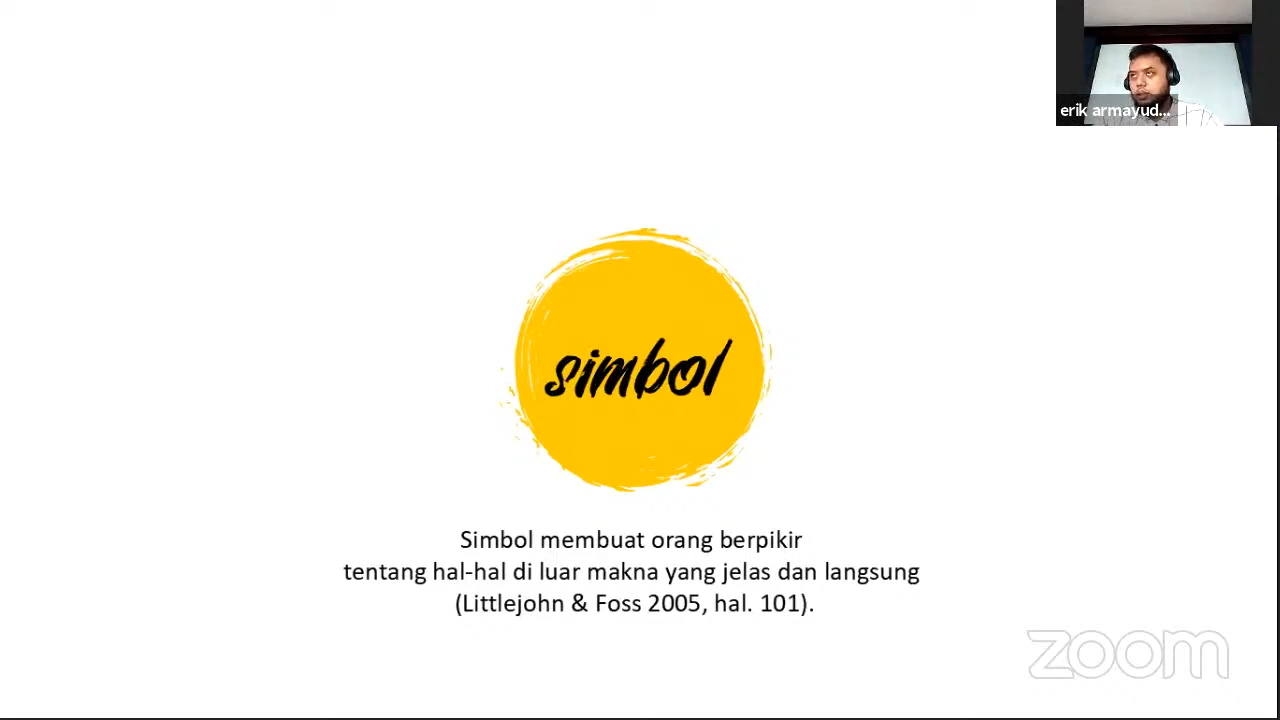 erik armayud...
simbol
Simbol membuat orang berpikir
tentang hal-hal di luar makna yang jelas dan langsung
(Littlejohn & Foss 2005, hal. 101).
zoom